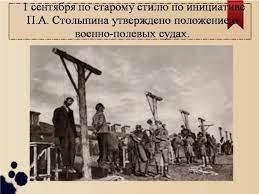 1 сентября по старому стилю по инициативе
П.А. Столыпина утверждено положение о
военно-полевых судах.